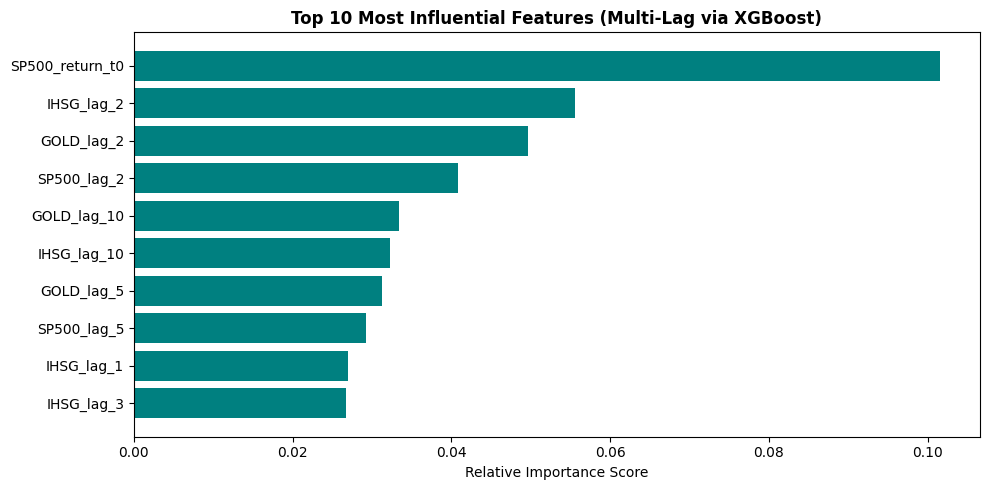 Top 10 Most Influential Features (Multi-Lag via XGBoost)
SP500_return_t0
IHSG_lag_2
GOLD_lag_2
SP500_lag_2
GOLD_lag_10
IHSG_lag_10
GOLD_lag_5
SP500_lag_5
IHSG_lag_1
IHSG_lag_3
0.00 0.02 0.04 0.06 0.08 0.10
Relative Importance Score